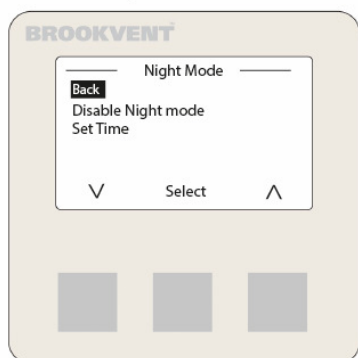 BROOKVENT
Night Mode
Back
Disable Night mode
Set Time
Select